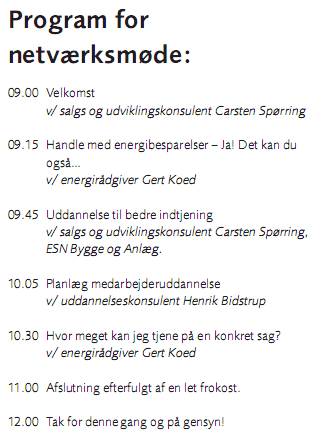 Program for
netværksmøde:
09.00 Velkomst
v/ salgs og udviklingskonsulent Carsten Spørring
09.15 Handle med energibesparelser – Ja! Det kan du
også...
v/ energirådgiver Gert Koed
09.45 Uddannelse til bedre indtjening
v/ salgs og udviklingskonsulent Carsten Spørring,
ESN Bygge og Anlæg.
10.05 Planlæg medarbejderuddannelse
v/ uddannelseskonsulent Henrik Bidstrup
10.30 Hvor meget kan jeg tjene på en konkret sag?
v/ energirådgiver Gert Koed
11.00 Afslutning efterfulgt af en let frokost.
12.00 Tak for denne gang og på gensyn!